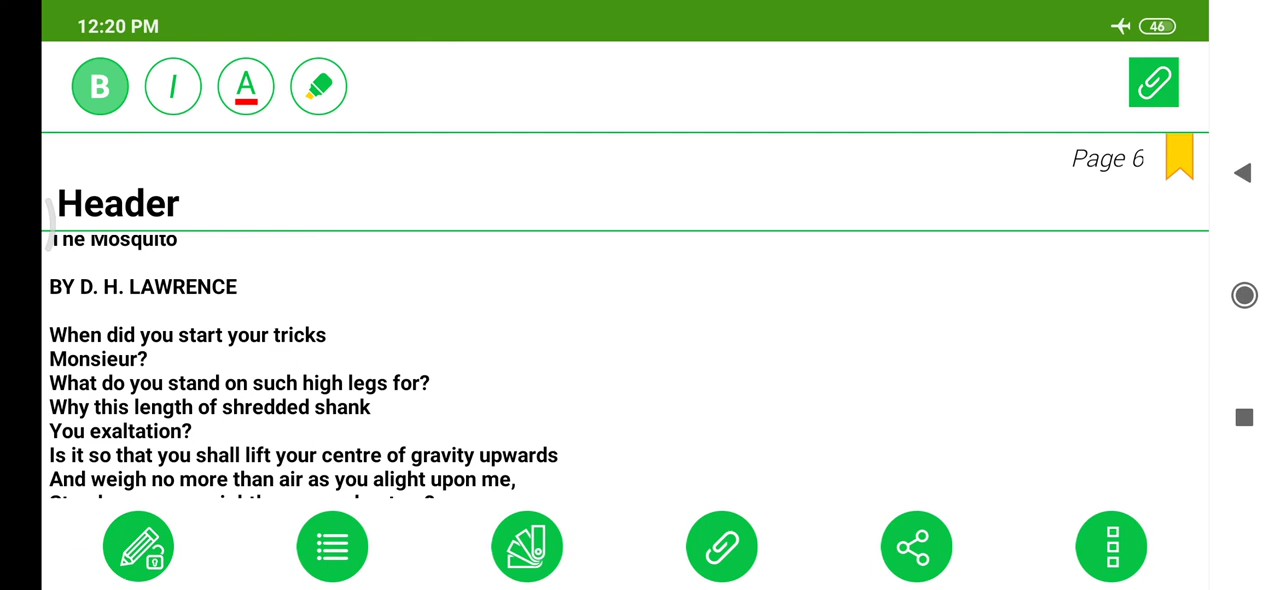 12:20 PM
46
B I A
Page 6
Header
The Mosquito
BY D. H. LAWRENCE
When did you start your tricks
Monsieur?
What do you stand on such high legs for?
Why this length of shredded shank
You exaltation?
Is it so that you shall lift your centre of gravity upwards
And weigh no more than air as you alight upon me,